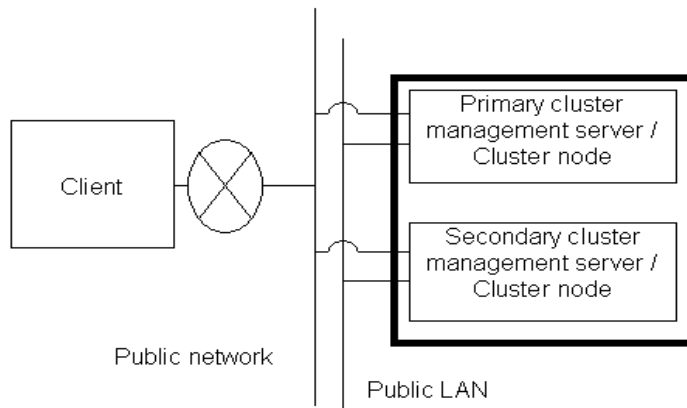 Primary cluster
management server /
Cluster node
Client
Secondary cluster
management server /
Cluster node
Public network
Public LAN